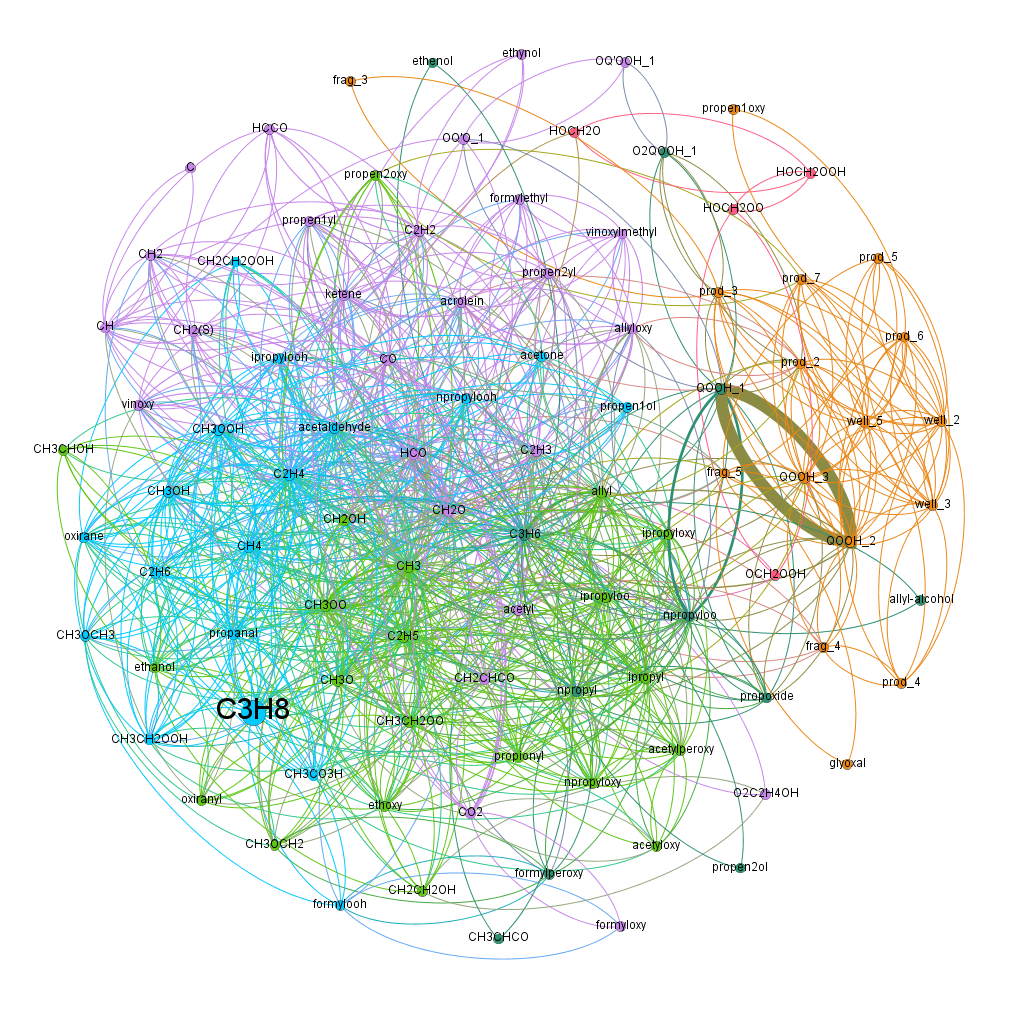 ethynol
ethenol
OQ'OOH_1
frag_3
propen1oxy
HCCO
HOCH2O
OQ'O_1
O2QOOH_1
C
propen2oxy
HOCH2OOH
formylethyl
HOCH2OO
propen1yl
C2H2
vinoxylmethyl
CH2
CH2CH2OOH
prod_5
propen2yl
prod_7
ketene
acrolein
prod_3
CH
CH2(S)
allyloxy
prod_6
ipropylooh
CO
acetone
prod_2
OOOH_1
vinoxy
npropylooh
propen1ol
CH3OOH
acetaldehyde
well_5
well_2
CH3CHOH
HCO
C2H3
C2H4
frag_5
QOOH_3
CH3OH
allyl
well_3
CH2OH
CH2O
oxirane
C3H6
ipropyloxy
QOOH_2
CH4
CH3
C2H6
OCH2OOH
ipropyloo
allyl-alcohol
CH3OO
acetyl
npropyloo
CH3OCH3
propanal
C2H5
frag_4
ethanol
CH3O
CH2CHCO
npropyl
ipropyl
prod_4
propoxide
C3H8
CH3CH2OO
CH3CH2OOH
propionyl
acetylperoxy
glyoxal
CH3CO3H
npropyloxy
O2C2H4OH
oxiranyl
ethoxy
CO2
CH3OCH2
acetyloxy
propen2ol
formylperoxy
CH2CH2OH
formylooh
formyloxy
CH3CHCO